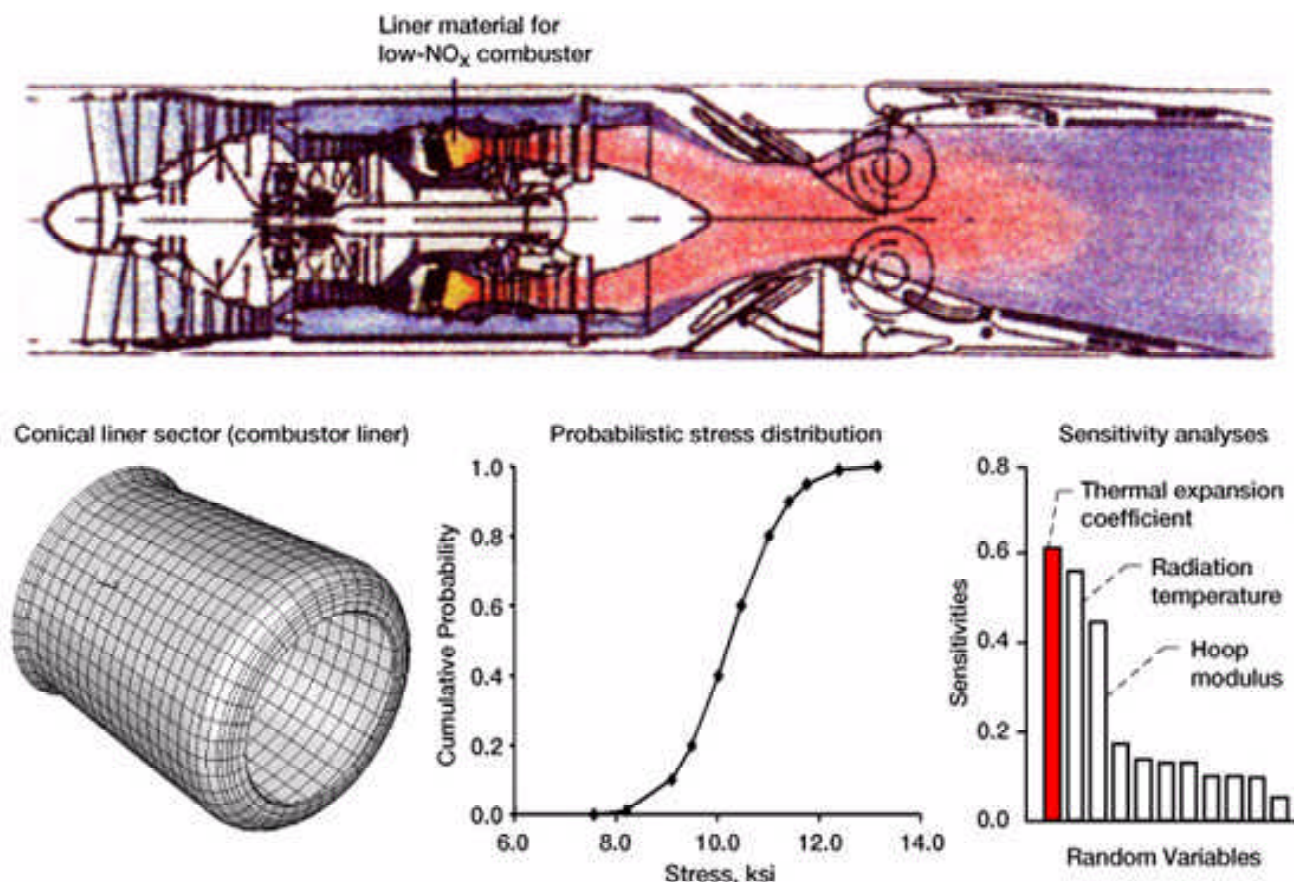 Liner material for
low-NOx combuster
Conical liner sector (combustor liner)
Probabilistic stress distribution
Sensitivity analyses
1.0
0.8
0.6
0.4
0.2
0.0
Cumulative Probability
6.0 8.0 10.0 12.0 14.0
Stress, ksi
0.8
0.6
0.4
0.2
0.0
Sensitivities
Thermal expansion
coefficient
Radiation
temperature
Hoop
modulus
Random Variables